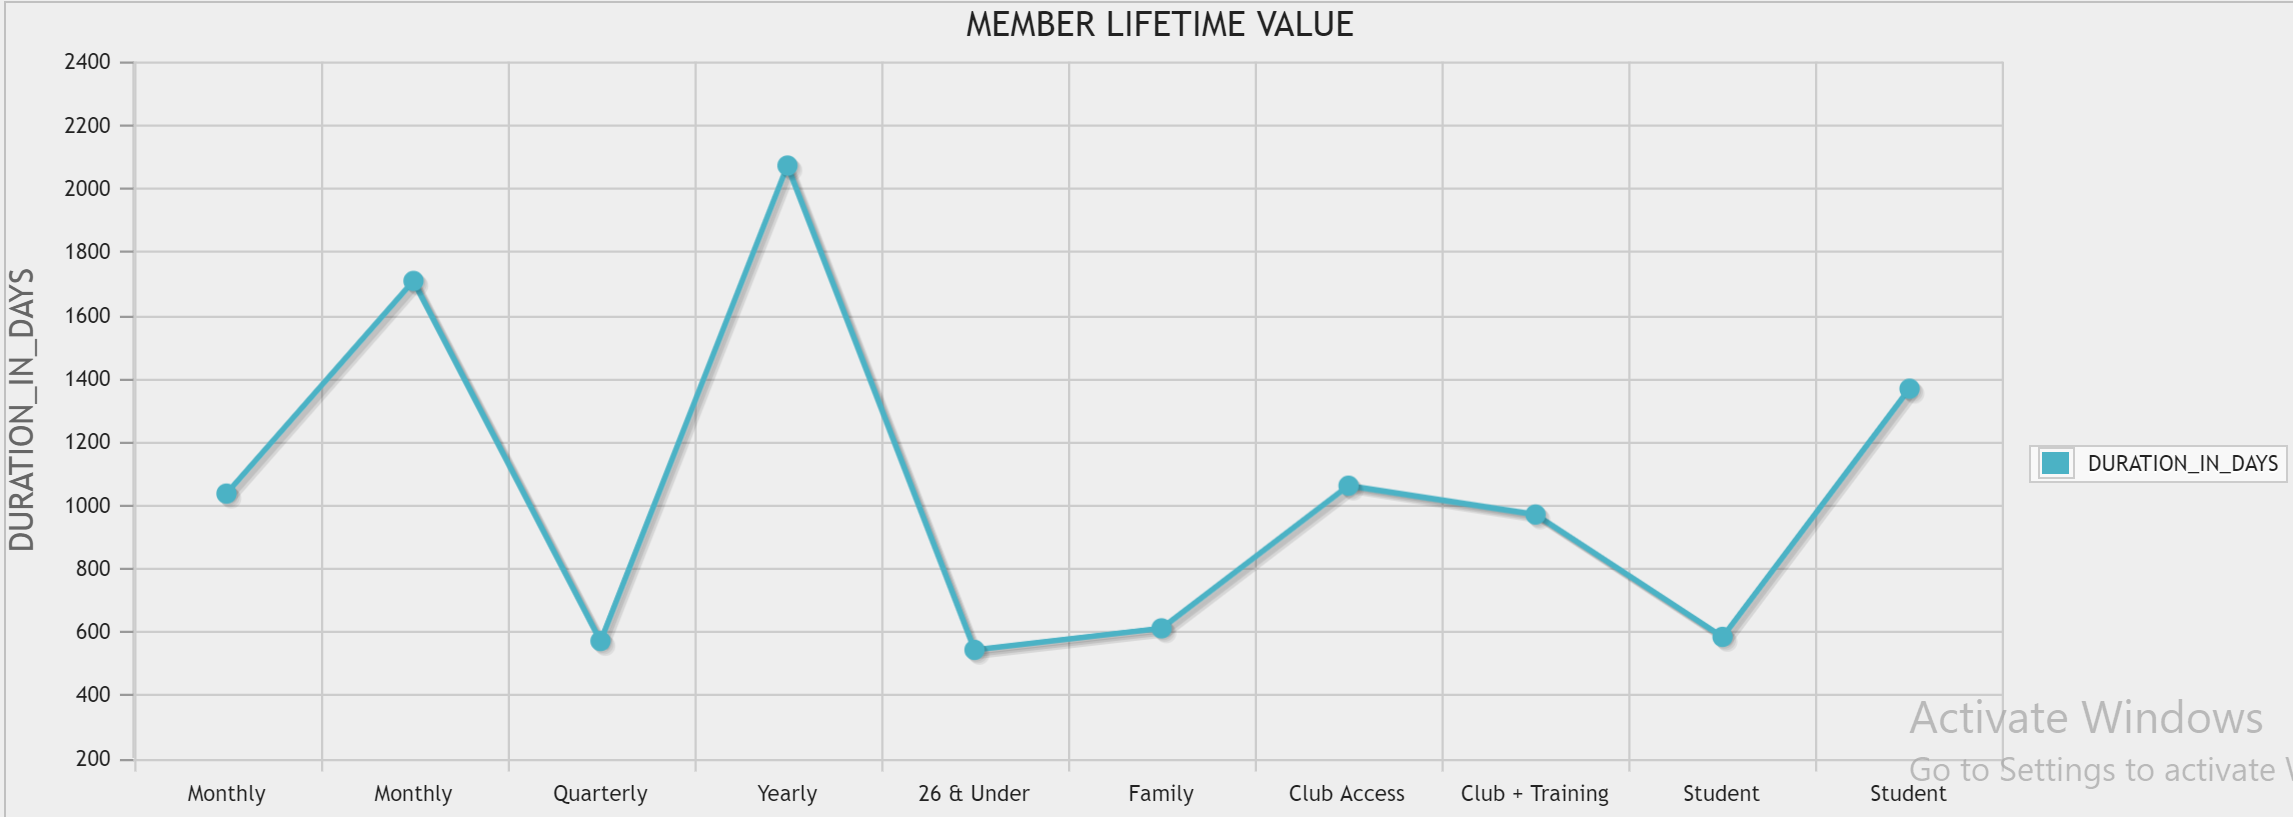 MEMBER LIFETIME VALUE
2400
2200
2000
1800
1600
1400
1200
1000
800
600
400
200
DURATION_IN_DAYS
Monthly Monthly Quarterly Yearly 26 & Under Family Club Access Club + Training Student Student
DURATION_IN_DAYS
Activate Windows
Go to Settings to activate